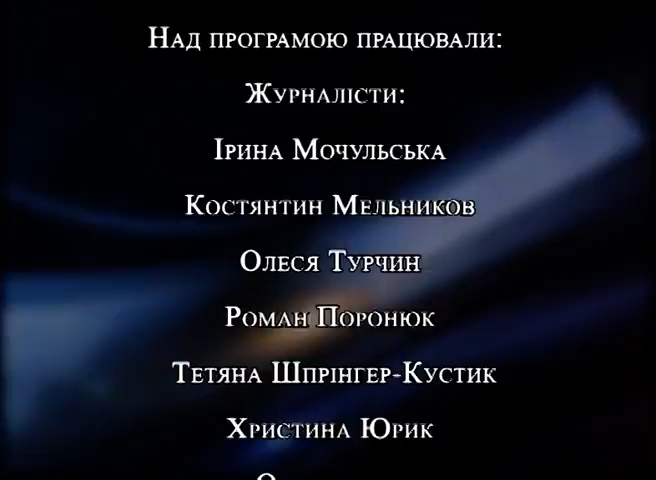 Над програмою працювали:
Журналісти:
Ірина Мочульська
Костянтин Мельников
Олеся Турчин
Роман Поронюк
Тетяна Шпрінгер-Кустик
Христина Юрик